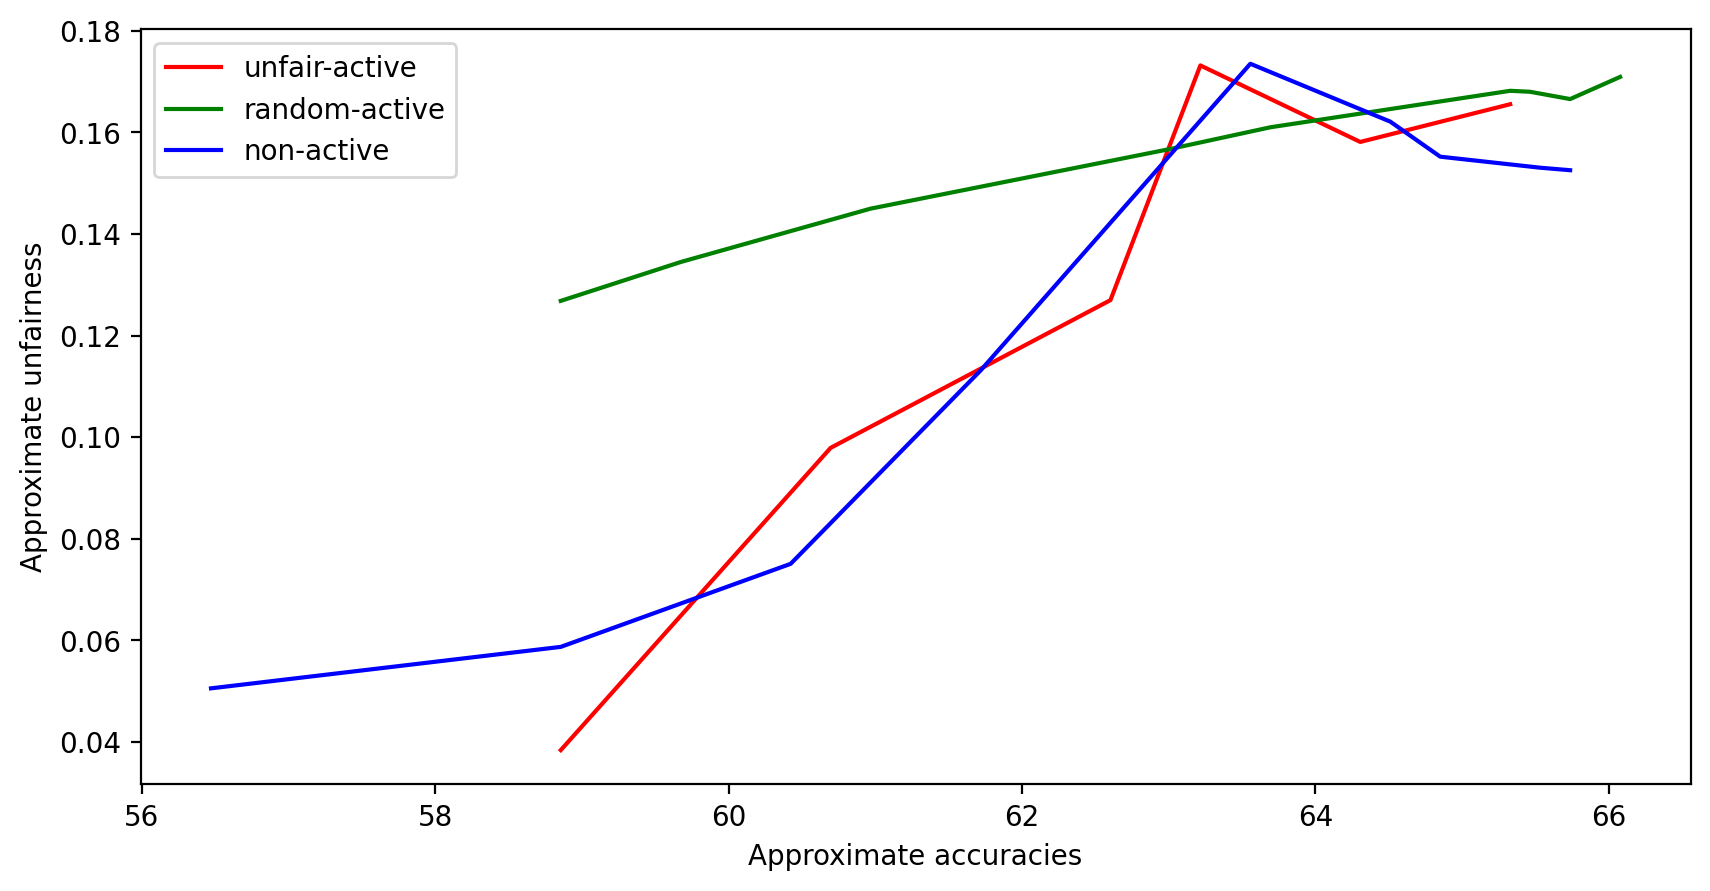 unfair-active
random-active
non-active
0.18
0.16
0.14
0.12
0.10
0.08
0.06
0.04
Approximate unfairness
56
58
60
62
64
66
Approximate accuracies